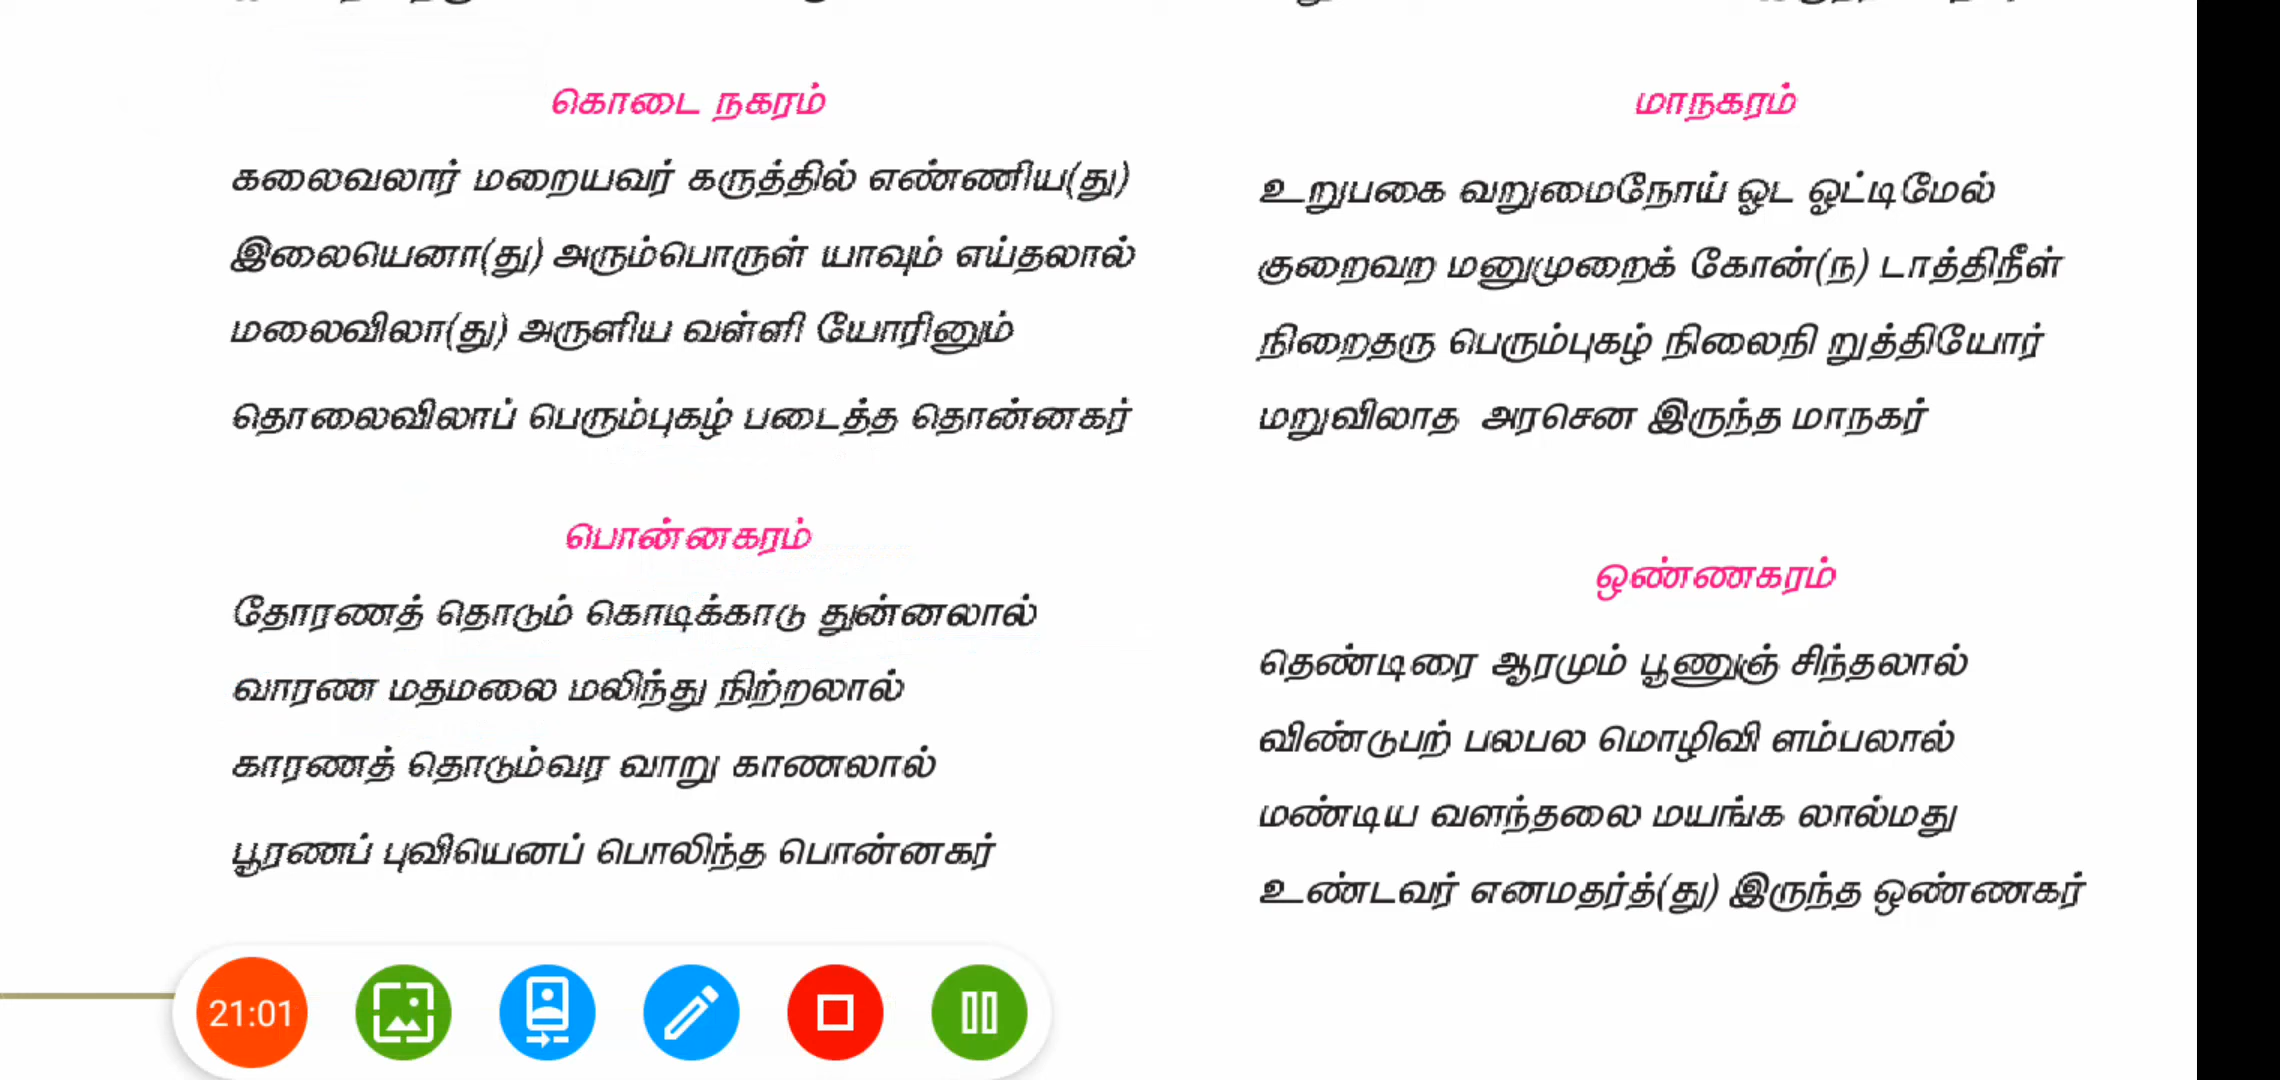 கொடை நகரம்
கலைவலார் மறையவர் கருத்தில் எண்ணிய(து)
இலையெனா(து) அரும்பொருள் யாவும் எய்தலால்
மலைவிலா(து) அருளிய வள்ளி யோரினும்
தொலைவிலாப் பெரும்புகழ் படைத்த தொன்னகர்
பொன்னகரம்
தோரணத் தொடும் கொடிக்காடு துன்னலால்
வாரண மதமலை மலிந்து நிற்றலால்
காரணத் தொடும்வர வாறு காணலால்
பூரணப் புவியெனப் பொலிந்த பொன்னகர்
மாநகரம்
உறுபகை வறுமைநோய் ஓட ஓட்டிமேல்
குறைவற மனுமுறைக் கோன்(ந) டாத்திநீள்
நிறைதரு பெரும்புகழ் நிலைநி றுத்தியோர்
மறுவிலாத அரசென இருந்த மாநகர்
ஒண்ணகரம்
தெண்டிரை ஆரமும் பூணுஞ் சிந்தலால்
விண்டுபற் பலபல மொழிவி ளம்பலால்
மண்டிய வளந்தலை மயங்க லால்மது
உண்டவர் எனமதர்த்(து) இருந்த ஒண்ணகர்
21:01